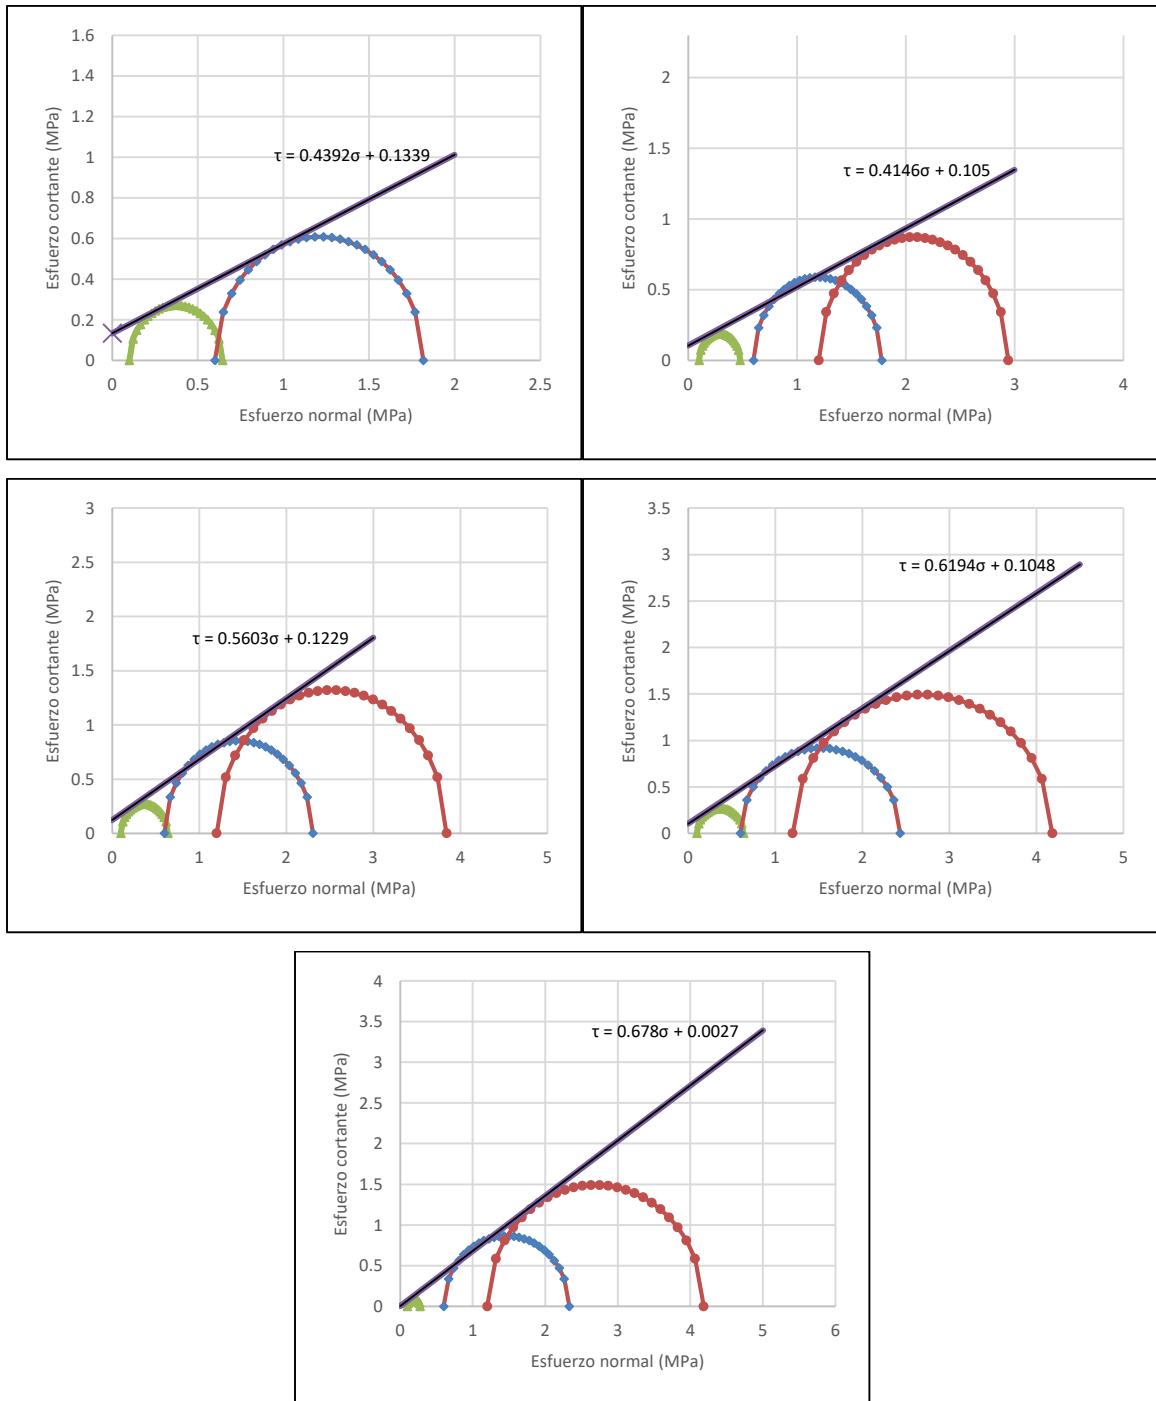 1.6
1.4
1.2
1
0.8
0.6
0.4
0.2
0
0 0.5 1 1.5 2 2.5
Esfuerzo cortante (MPa)
Esfuerzo normal (MPa)
τ = 0.4392σ + 0.1339
2
1.5
1
0.5
0
0 1 2 3 4
Esfuerzo cortante (MPa)
Esfuerzo normal (MPa)
τ = 0.4146σ + 0.105
3
2.5
2
1.5
1
0.5
0
0 1 2 3 4 5
Esfuerzo cortante (MPa)
Esfuerzo normal (MPa)
τ = 0.5603σ + 0.1229
3.5
3
2.5
2
1.5
1
0.5
0
0 1 2 3 4 5
Esfuerzo cortante (MPa)
Esfuerzo normal (MPa)
τ = 0.6194σ + 0.1048
4
3.5
3
2.5
2
1.5
1
0.5
0
0 1 2 3 4 5 6
Esfuerzo cortante (MPa)
Esfuerzo normal (MPa)
τ = 0.678σ + 0.0027